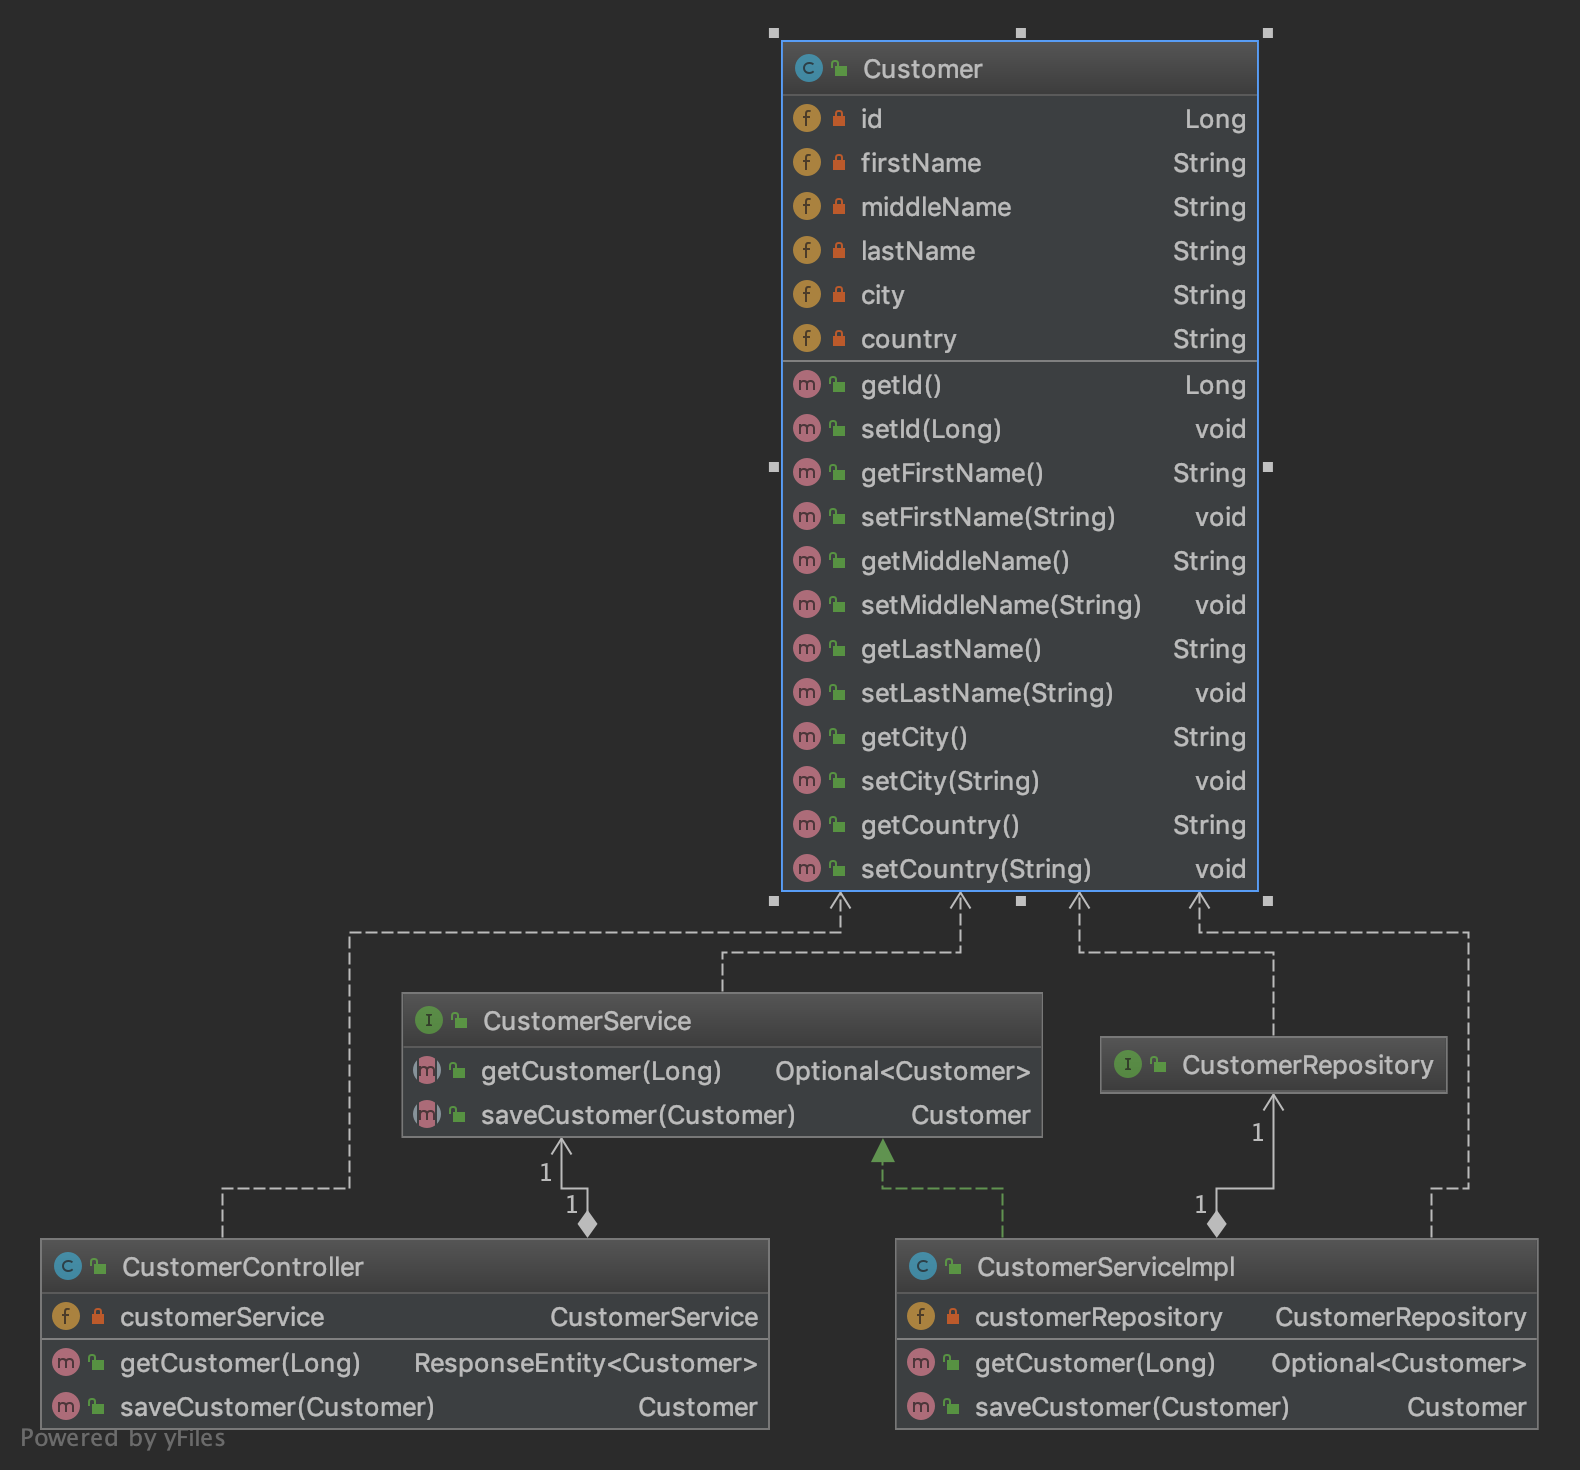 Customer
id Long
firstName String
middleName String
lastName String
city String
country String
getId() Long
setId(Long) void
getFirstName() String
setFirstName(String) void
getMiddleName() String
setMiddleName(String) void
getLastName() String
setLastName(String) void
getCity() String
setCity(String) void
getCountry() String
setCountry(String) void
CustomerService
getCustomer(Long) Optional<Customer>
saveCustomer(Customer) Customer
CustomerRepository
1
1
1
1
CustomerController
customerService CustomerService
getCustomer(Long) ResponseEntity<Customer>
saveCustomer(Customer) Customer
CustomerServiceImpl
customerRepository CustomerRepository
getCustomer(Long) Optional<Customer>
saveCustomer(Customer) Customer
Powered by yFiles